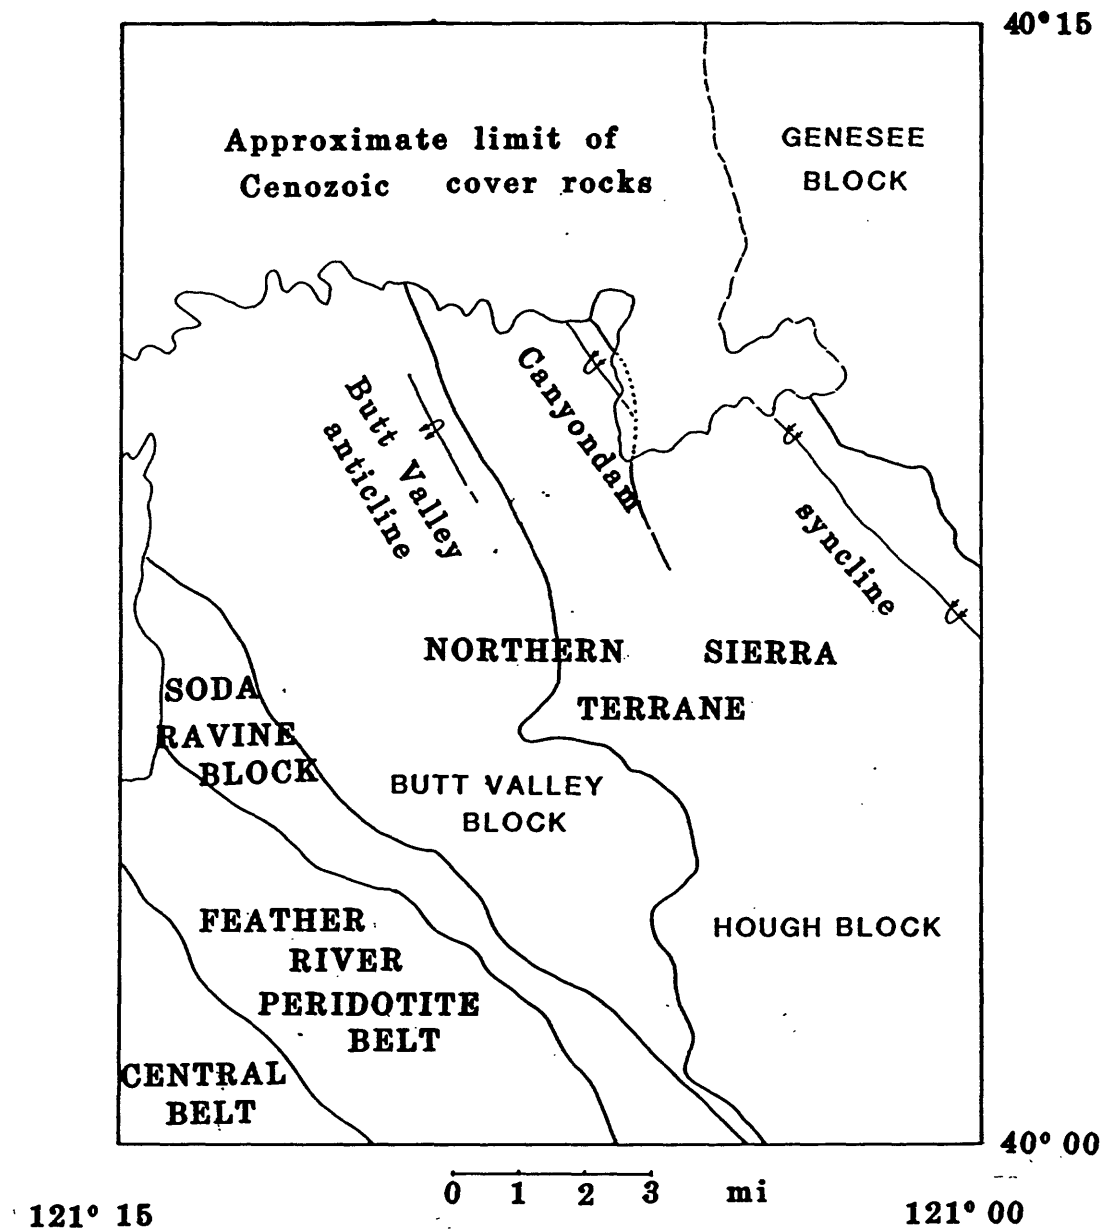 40° 15
Approximate limit of
Cenozoic cover rocks
GENESEE
BLOCK
Butt Valley
anticline
Canyondam
syncline
NORTHERN SIERRA
TERRANE
SODA
RAVINE
BLOCK
BUTT VALLEY
BLOCK
HOUGH BLOCK
FEATHER
RIVER
PERIDOTITE
BELT
CENTRAL
BELT
40° 00
0 1 2 3 mi
121° 15
121° 00